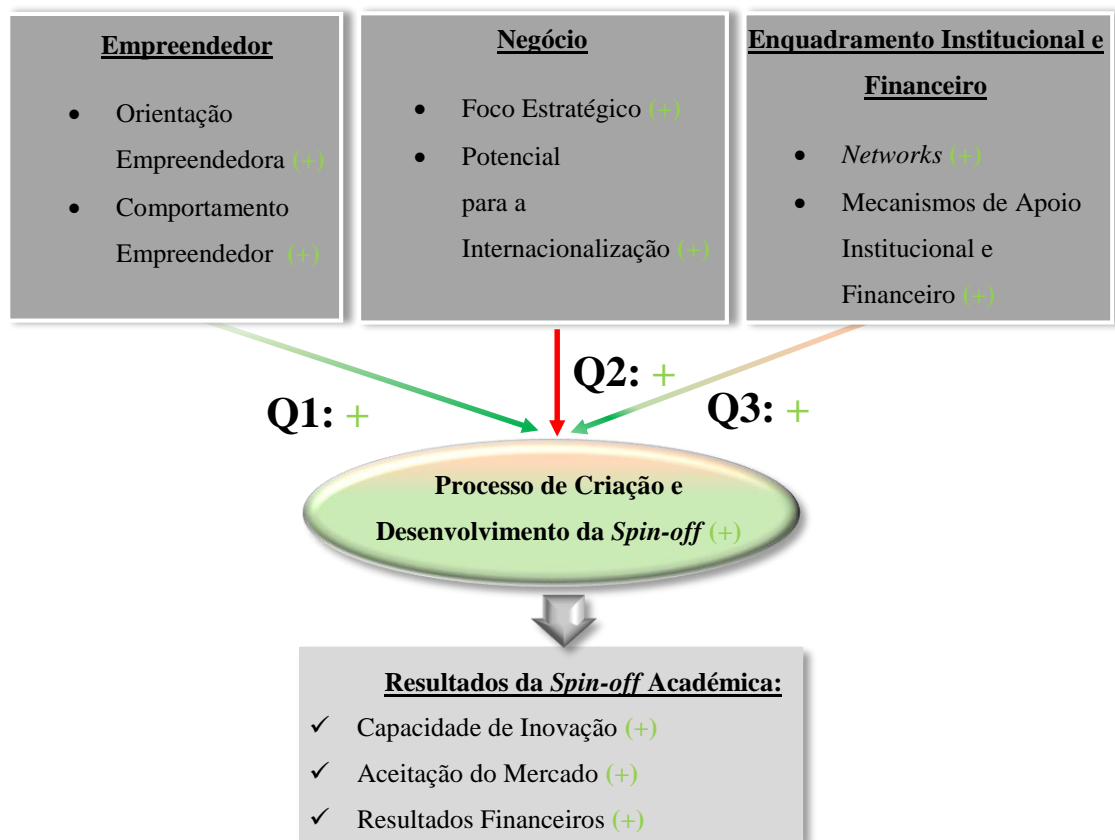 Empreendedor
• Orientação
Empreendedora (+)
• Comportamento
Empreendedor (+)
Negócio
• Foco Estratégico (+)
• Potencial
para a
Internacionalização (+)
Enquadramento Institucional e
Financeiro
• Networks (+)
• Mecanismos de Apoio
Institucional e
Financeiro (+)
Q1: +
Q2: +
Q3: +
Processo de Criação e
Desenvolvimento da Spin-off (+)
Resultados da Spin-off Académica:
✓ Capacidade de Inovação (+)
✓ Aceitação do Mercado (+)
✓ Resultados Financeiros (+)